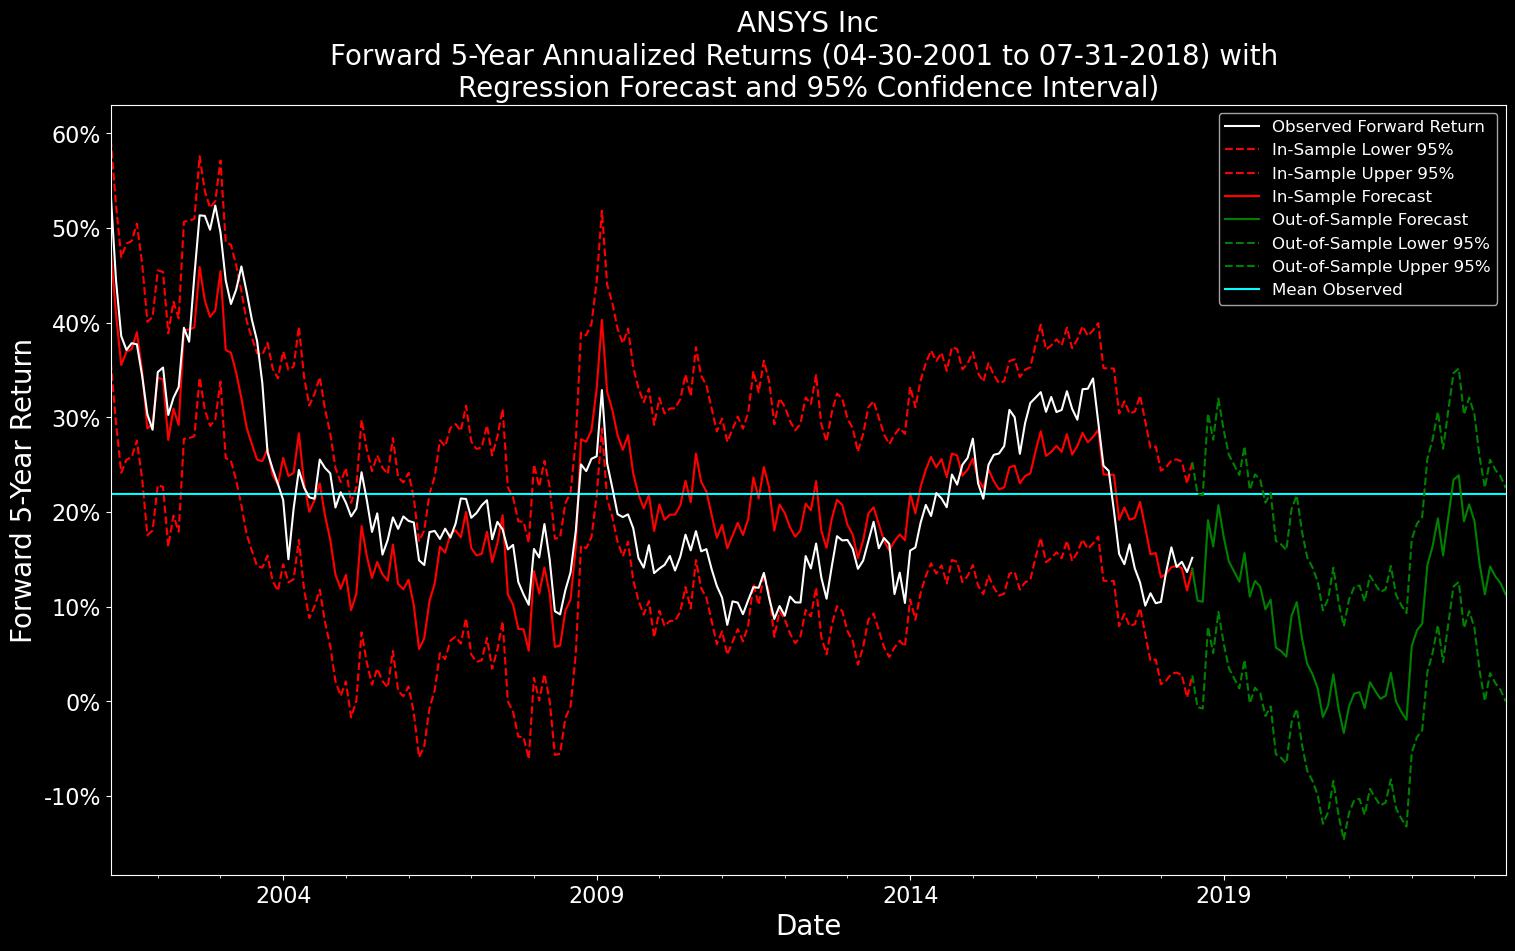 ANSYS Inc
Forward 5-Year Annualized Returns (04-30-2001 to 07-31-2018) with
Regression Forecast and 95% Confidence Interval)
60%
50%
40%
30%
20%
10%
0%
-10%
Forward 5-Year Return
Observed Forward Return
In-Sample Lower 95%
In-Sample Upper 95%
In-Sample Forecast
Out-of-Sample Forecast
Out-of-Sample Lower 95%
Out-of-Sample Upper 95%
Mean Observed
2004
2009
2014
2019
Date